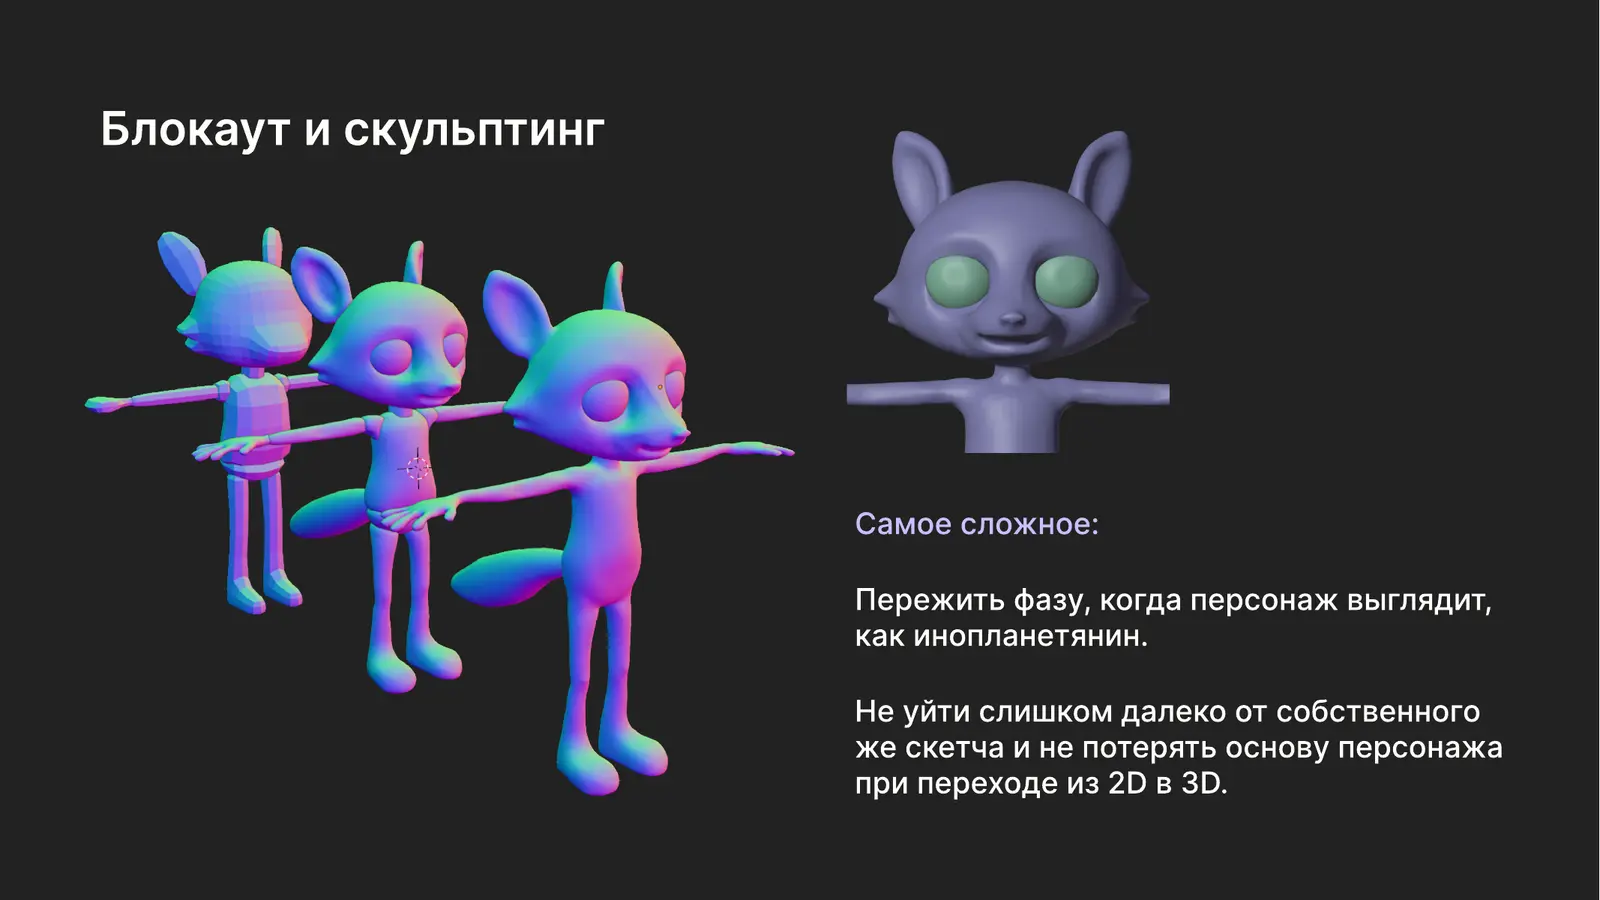 Блокаут и скульптинг
Самое сложное:
Пережить фазу, когда персонаж выглядит,
как инопланетянин.
Не уйти слишком далеко от собственного
же скетча и не потерять основу персонажа
при переходе из 2D в 3D.